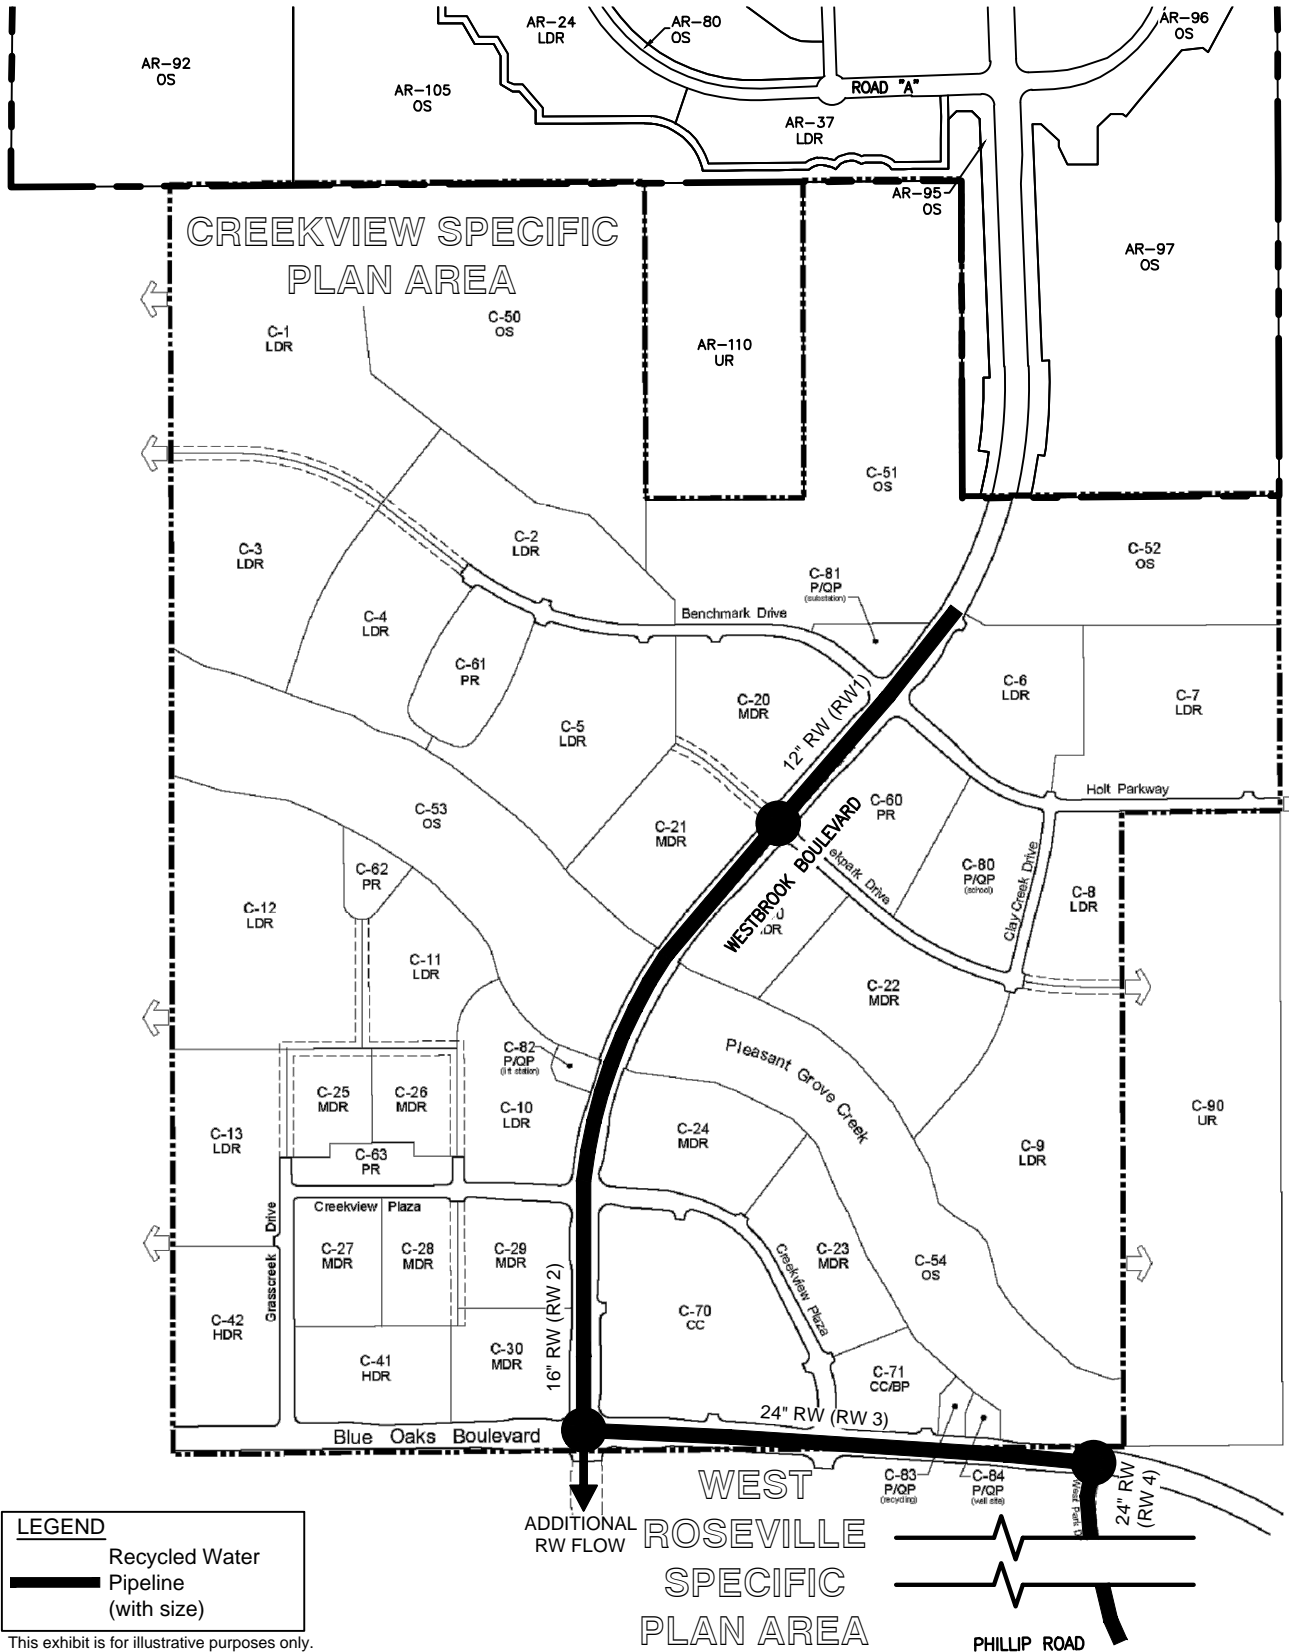 AR-24
LDR
AR-80
OS
AR-96
OS
AR-92
OS
AR-105
OS
ROAD "A"
AR-37
LDR
AR-95
OS
CREEKVIEW SPECIFIC
PLAN AREA
AR-97
OS
C-1
LDR
C-50
OS
AR-110
UR
C-51
OS
C-3
LDR
C-2
LDR
C-52
OS
C-81
P/QP
(substation)
C-4
LDR
Benchmark Drive
C-61
PR
C-20
MDR
C-6
LDR
C-7
LDR
C-5
LDR
12" RW (RW1)
Holt Parkway
C-53
OS
C-21
MDR
C-60
PR
WESTBROOK BOULEVARD
ekpark Drive
C-80
P/QP
(school)
Clay Creek Drive
C-8
LDR
C-62
PR
C-12
LDR
0
DR
C-11
LDR
C-22
MDR
C-82
P/QP
(lift station)
Pleasant Grove Creek
C-25
MDR
C-26
MDR
C-10
LDR
C-90
UR
C-13
LDR
C-24
MDR
C-9
LDR
C-63
PR
Creekview Plaza
Grasscreek Drive
C-27
MDR
C-28
MDR
C-29
MDR
C-23
MDR
C-54
OS
Creekview Plaza
16" RW (RW 2)
C-42
HDR
C-70
CC
C-41
HDR
C-30
MDR
C-71
CC/BP
24" RW (RW 3)
Blue Oaks Boulevard
C-83
P/QP
(recycling)
C-84
P/QP
(well site)
West Park D
24" RW
(RW 4)
WEST
ROSEVILLE
SPECIFIC
PLAN AREA
ADDITIONAL
RW FLOW
LEGEND
Recycled Water
Pipeline
(with size)
This exhibit is for illustrative purposes only.
PHILLIP ROAD